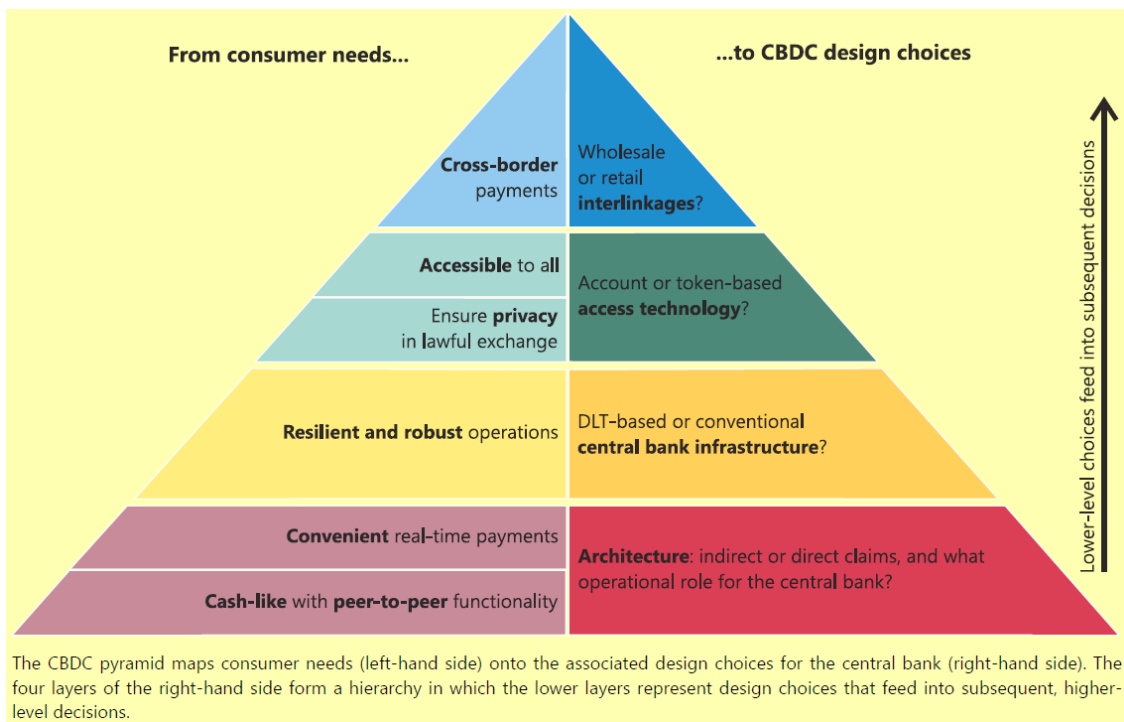 From consumer needs...
...to CBDC design choices
Cross-border
payments
Wholesale
or retail
interlinkages?
Accessible to all
Ensure privacy
in lawful exchange
Account or token-based
access technology?
Resilient and robust operations
DLT-based or conventional
central bank infrastructure?
Convenient real-time payments
Cash-like with peer-to-peer functionality
Architecture: indirect or direct claims, and what
operational role for the central bank?
Lower-level choices feed into subsequent decisions
The CBDC pyramid maps consumer needs (left-hand side) onto the associated design choices for the central bank (right-hand side). The
four layers of the right-hand side form a hierarchy in which the lower layers represent design choices that feed into subsequent, higher-
level decisions.